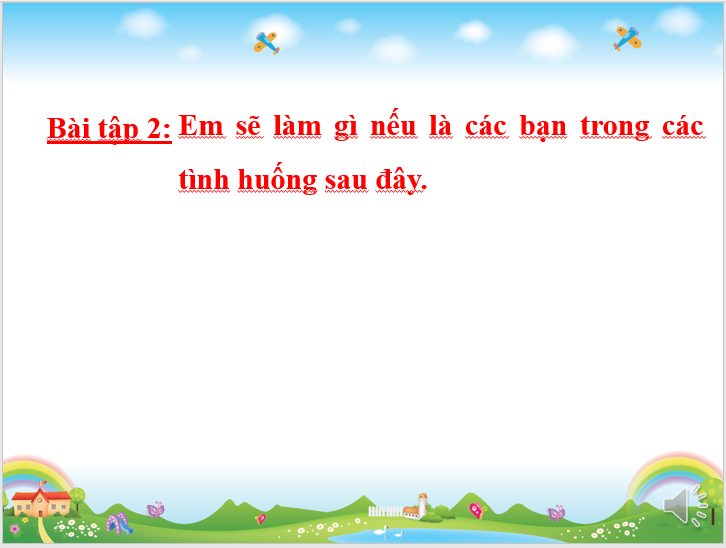 Bài tập 2: Em sẽ làm gì nếu là các bạn trong các
tình huống sau đây.